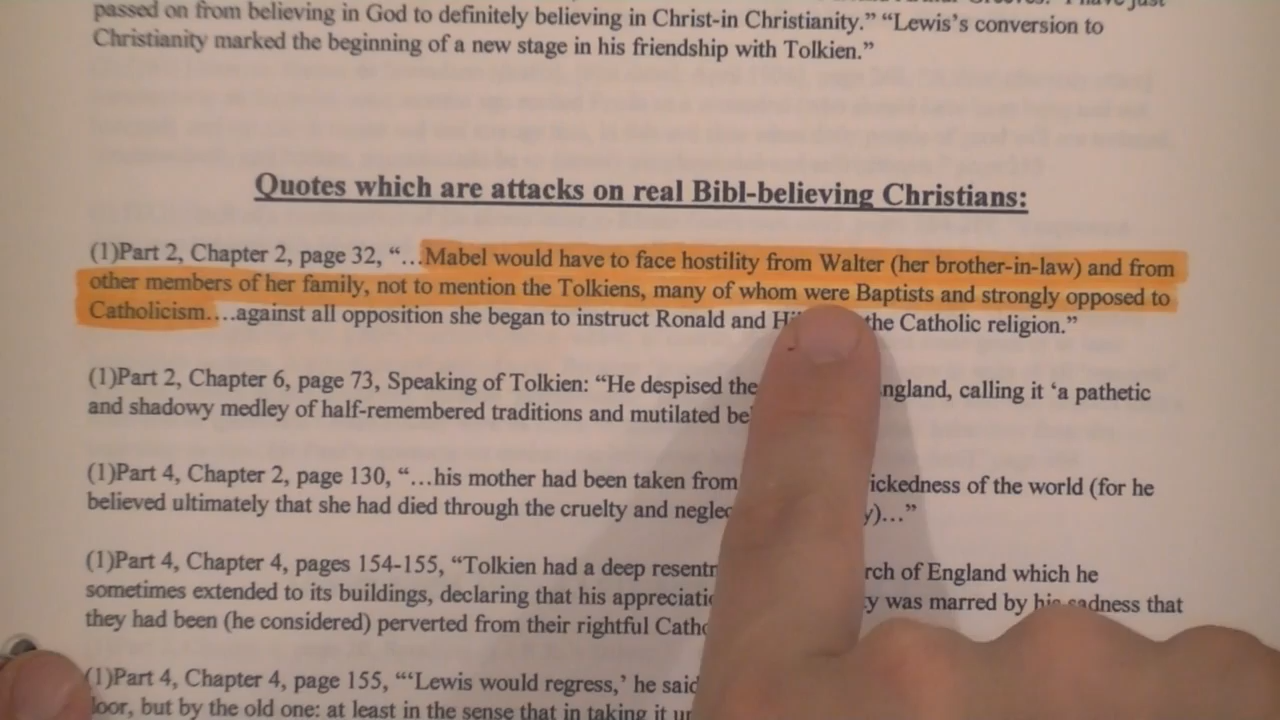 passed on from believing in God to definitely believing in Christ-in Christianity.” “Lewis’s conversion to
Christianity marked the beginning of a new stage in his friendship with Tolkien.”
Quotes which are attacks on real Bibl-believing Christians:
(1)Part 2, Chapter 2, page 32, “…Mabel would have to face hostility from Walter (her brother-in-law) and from
other members of her family, not to mention the Tolkiens, many of whom were Baptists and strongly opposed to
Catholicism….against all opposition she began to instruct Ronald and the Catholic religion.”
(1)Part 2, Chapter 6, page 73, Speaking of Tolkien: “He despised the ngland, calling it ‘a pathetic
and shadowy medley of half-remembered traditions and mutilated
(1)Part 4, Chapter 2, page 130, “…his mother had been taken from ickedness of the world (for he
believed ultimately that she had died through the cruelty and y)…”
(1)Part 4, Chapter 4, pages 154-155, “Tolkien had a deep rch of England which he
sometimes extended to its buildings, declaring that his y was marred by his sadness that
they had been (he considered) perverted from their rightful
(1)Part 4, Chapter 4, page 155, “‘Lewis would regress,’ he said
loor, but by the old one: at least in the sense that in taking it